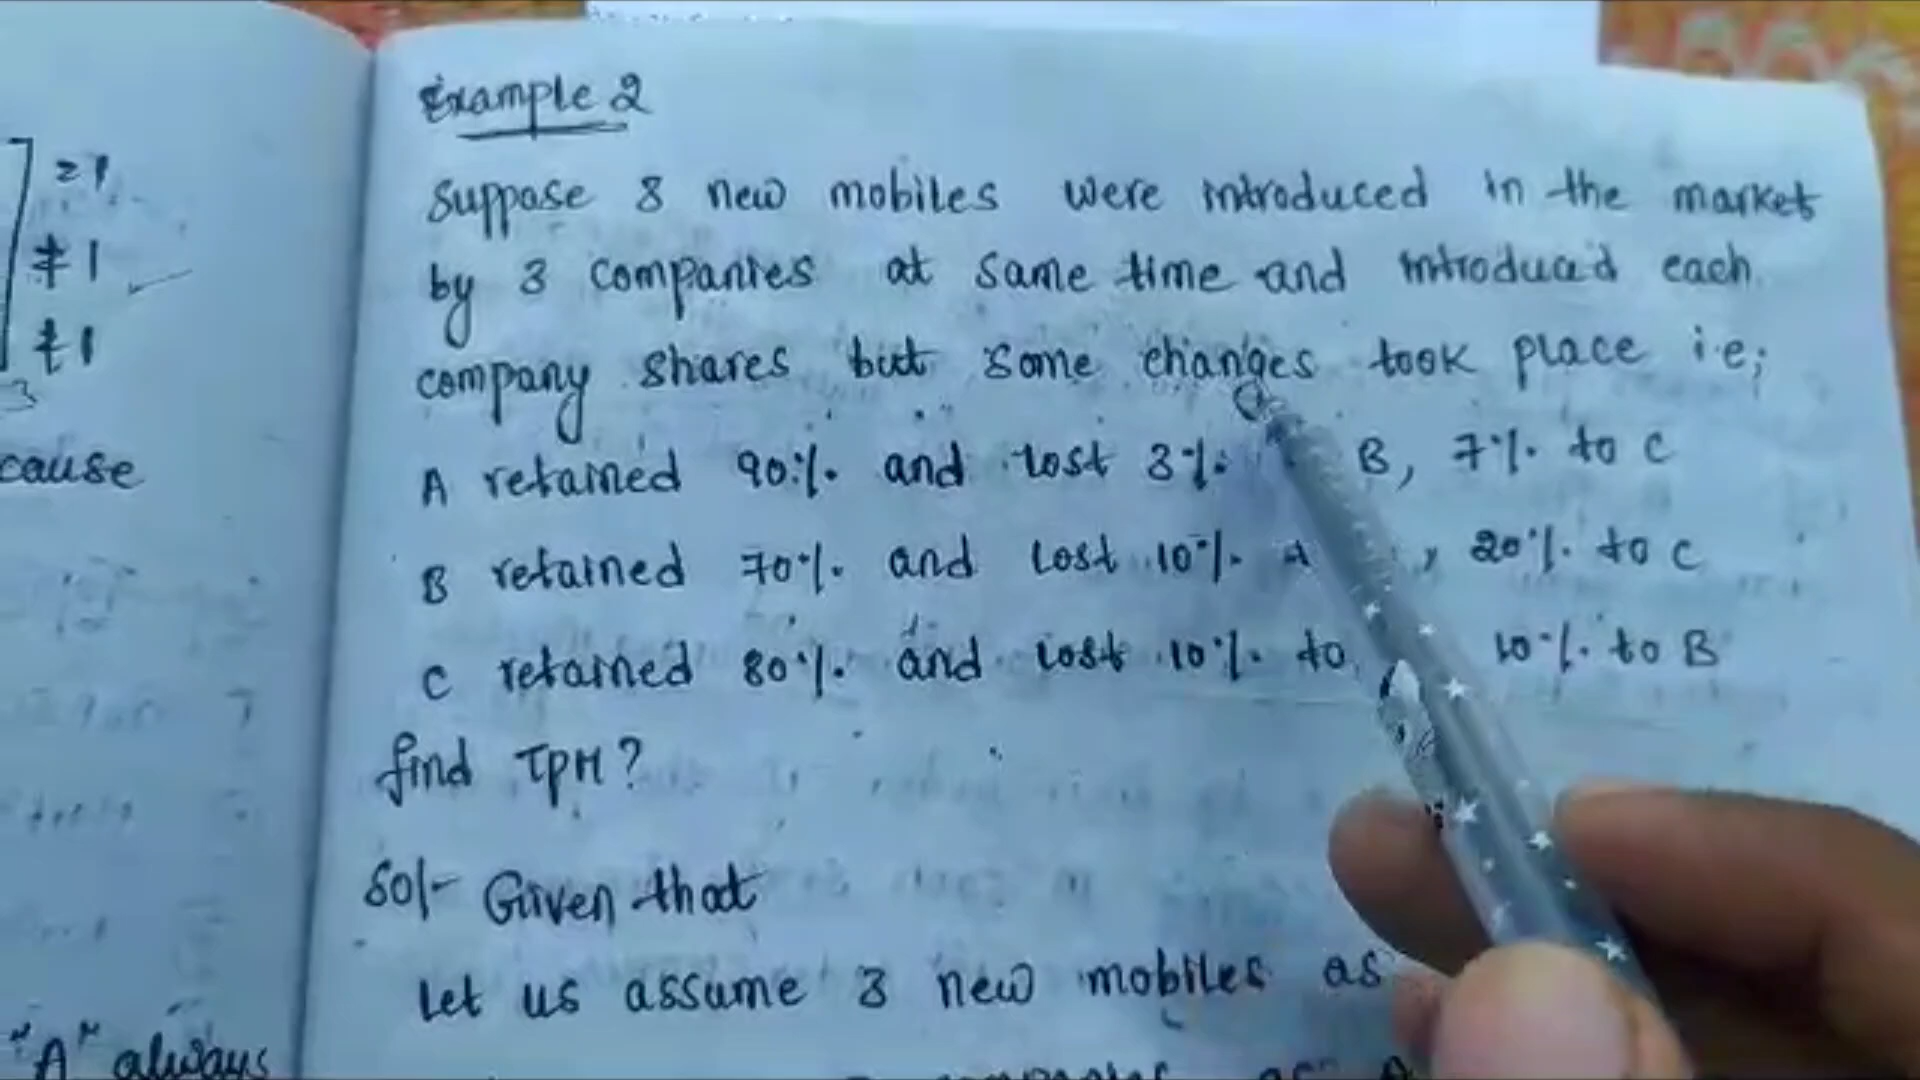 =1
≠1
≠1
3
cause
"A" always
Example 2
Suppose 3 new mobiles were introduced in the market
by 3 companies at same time and introduced each
company shares but some changes took place i.e;
A retained 90%. and lost 3% B, 7%. to C
B retained 70%. and lost 10%. , 20%. to C
C retained 80%. and lost 10%. to 10%. to B
find TPM?
Sol- Given that
Let us assume 3 new mobiles as
companies as A